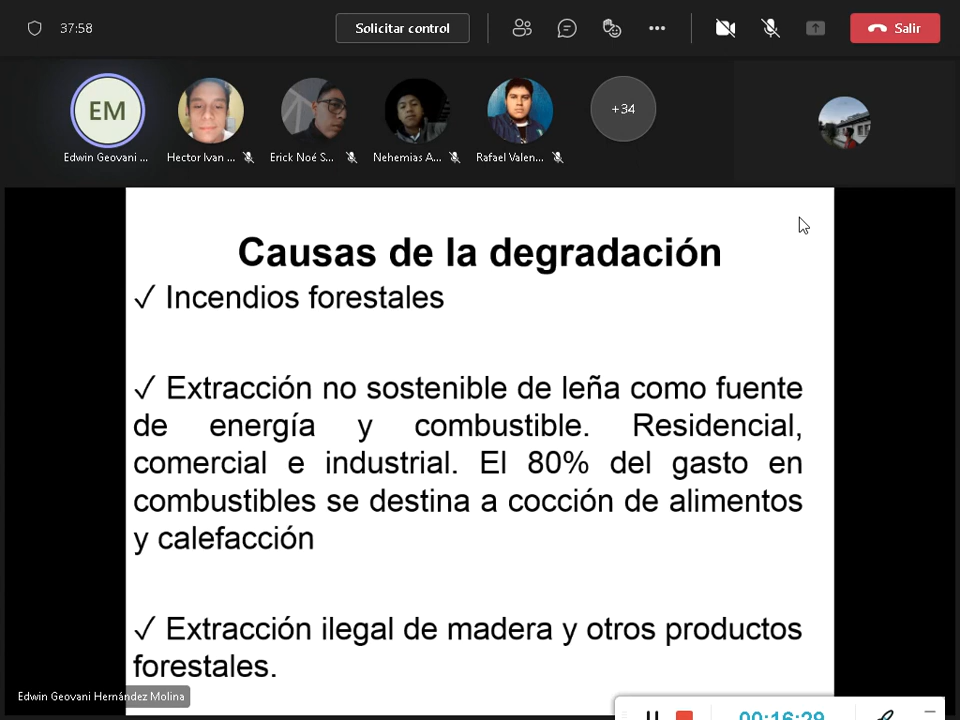 37:58
Solicitar control
Salir
EM
+34
Edwin Geovani ...
Hector Ivan ...
Erick Noé S...
Nehemias A...
Rafael Valen...
Causas de la degradación
✓ Incendios forestales
✓ Extracción no sostenible de leña como fuente
de energía y combustible. Residencial,
comercial e industrial. El 80% del gasto en
combustibles se destina a cocción de alimentos
y calefacción
✓ Extracción ilegal de madera y otros productos
forestales.
Edwin Geovani Hernández Molina
00:16:29